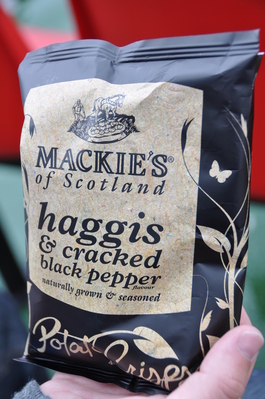 MACKIE'S®
of Scotland
haggis
& cracked
black pepper
flavour
naturally grown & seasoned
Potato Crisps